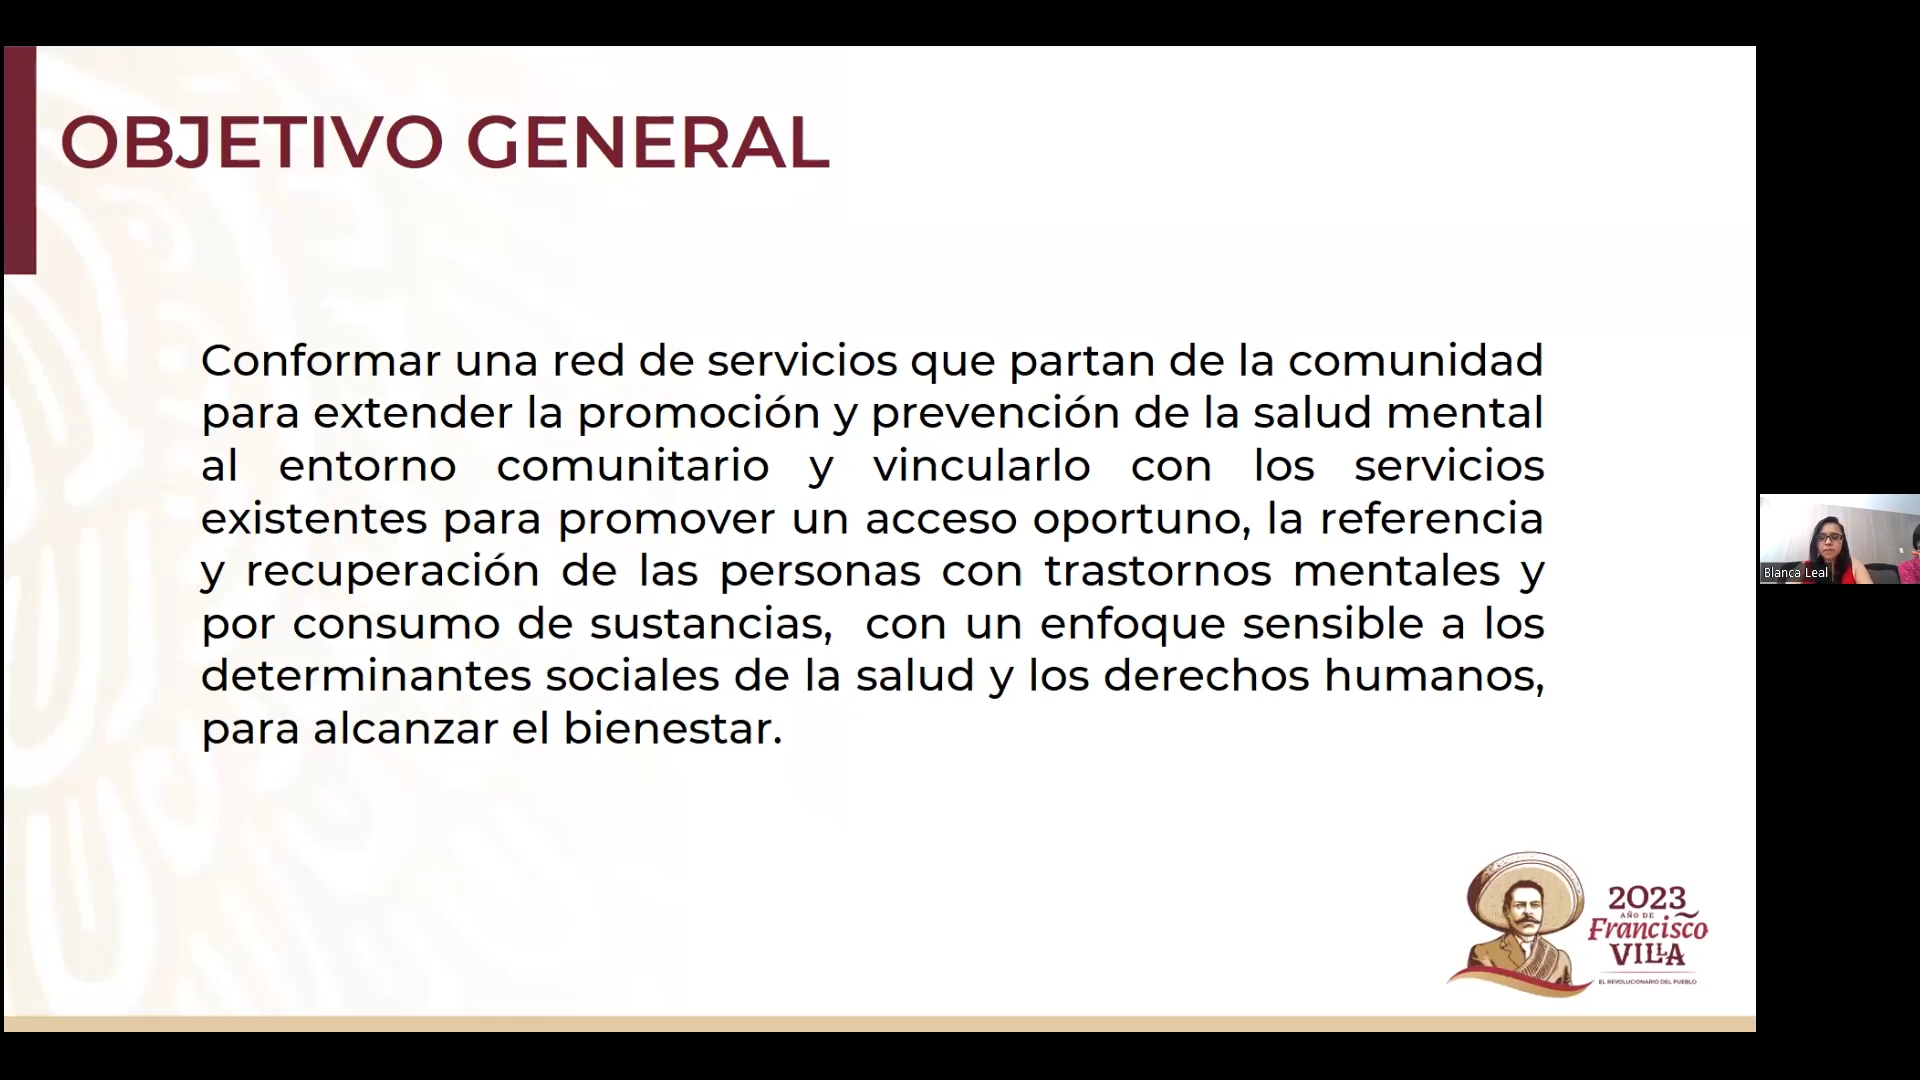 OBJETIVO GENERAL
Conformar una red de servicios que partan de la comunidad
para extender la promoción y prevención de la salud mental
al entorno comunitario y vincularlo con los servicios
existentes para promover un acceso oportuno, la referencia
y recuperación de las personas con trastornos mentales y
por consumo de sustancias, con un enfoque sensible a los
determinantes sociales de la salud y los derechos humanos,
para alcanzar el bienestar.
Blanca Leal
2023
AÑO DE
Francisco
VILLA
EL REVOLUCIONARIO DEL PUEBLO